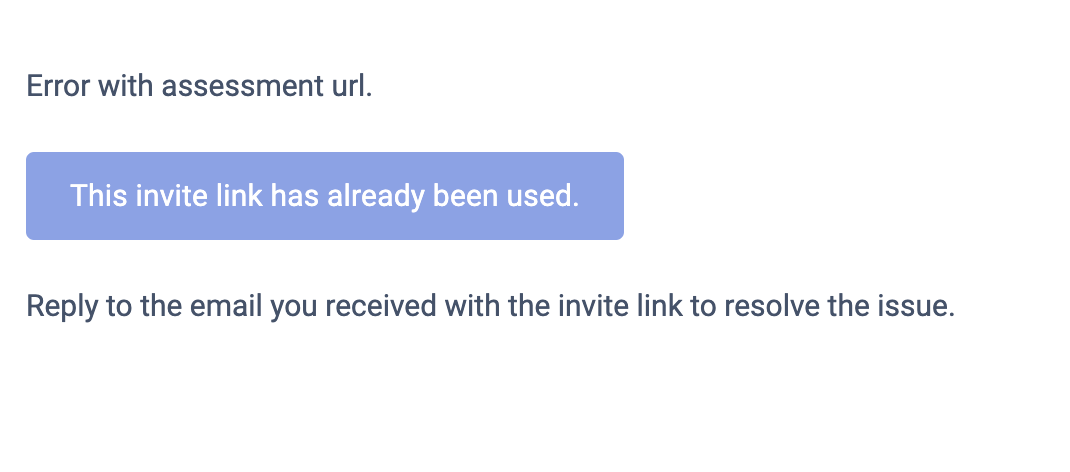 Error with assessment url.
This invite link has already been used.
Reply to the email you received with the invite link to resolve the issue.